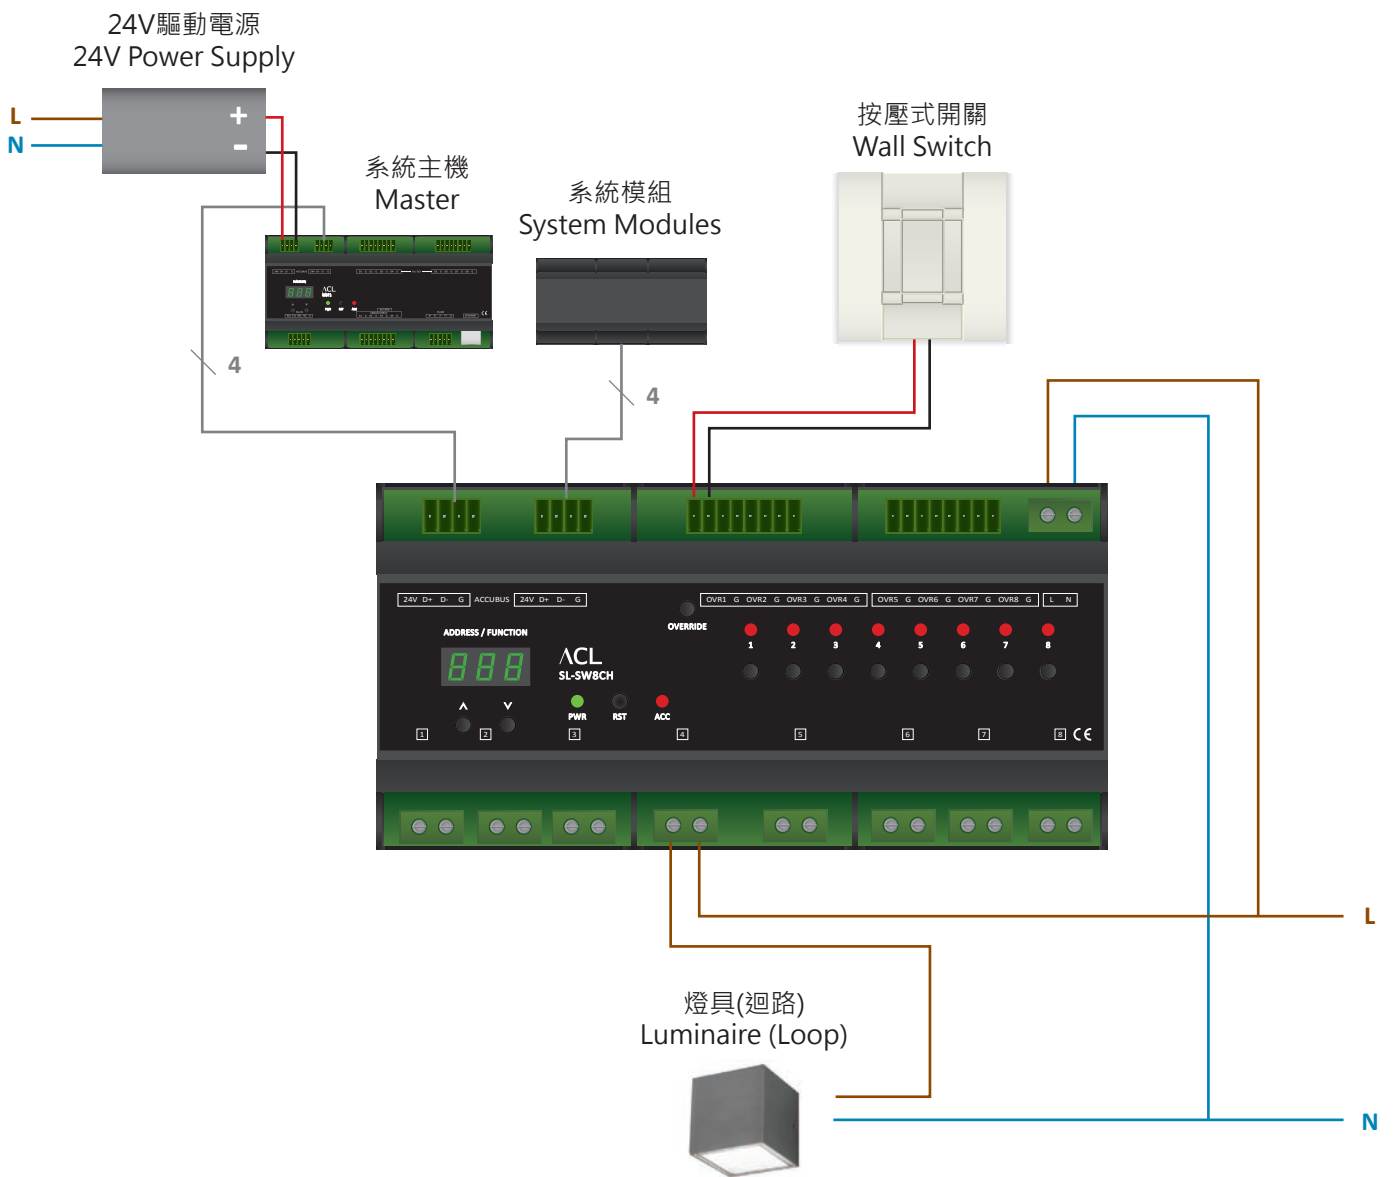 24V驅動電源
24V Power Supply
L
N
+
−
系統主機
Master
系統模組
System Modules
按壓式開關
Wall Switch
ACL
4
4
24V D+ D- G ACCUBUS 24V D+ D- G
OVR1 G OVR2 G OVR3 G OVR4 G OVR5 G OVR6 G OVR7 G OVR8 G L N
OVERRIDE
ADDRESS / FUNCTION
888
1 2 3 4 5 6 7 8
ACL
SL-SW8CH
PWR RST ACC
1 2 3 4 5 6 7 8 CE
L
燈具(迴路)
Luminaire (Loop)
N